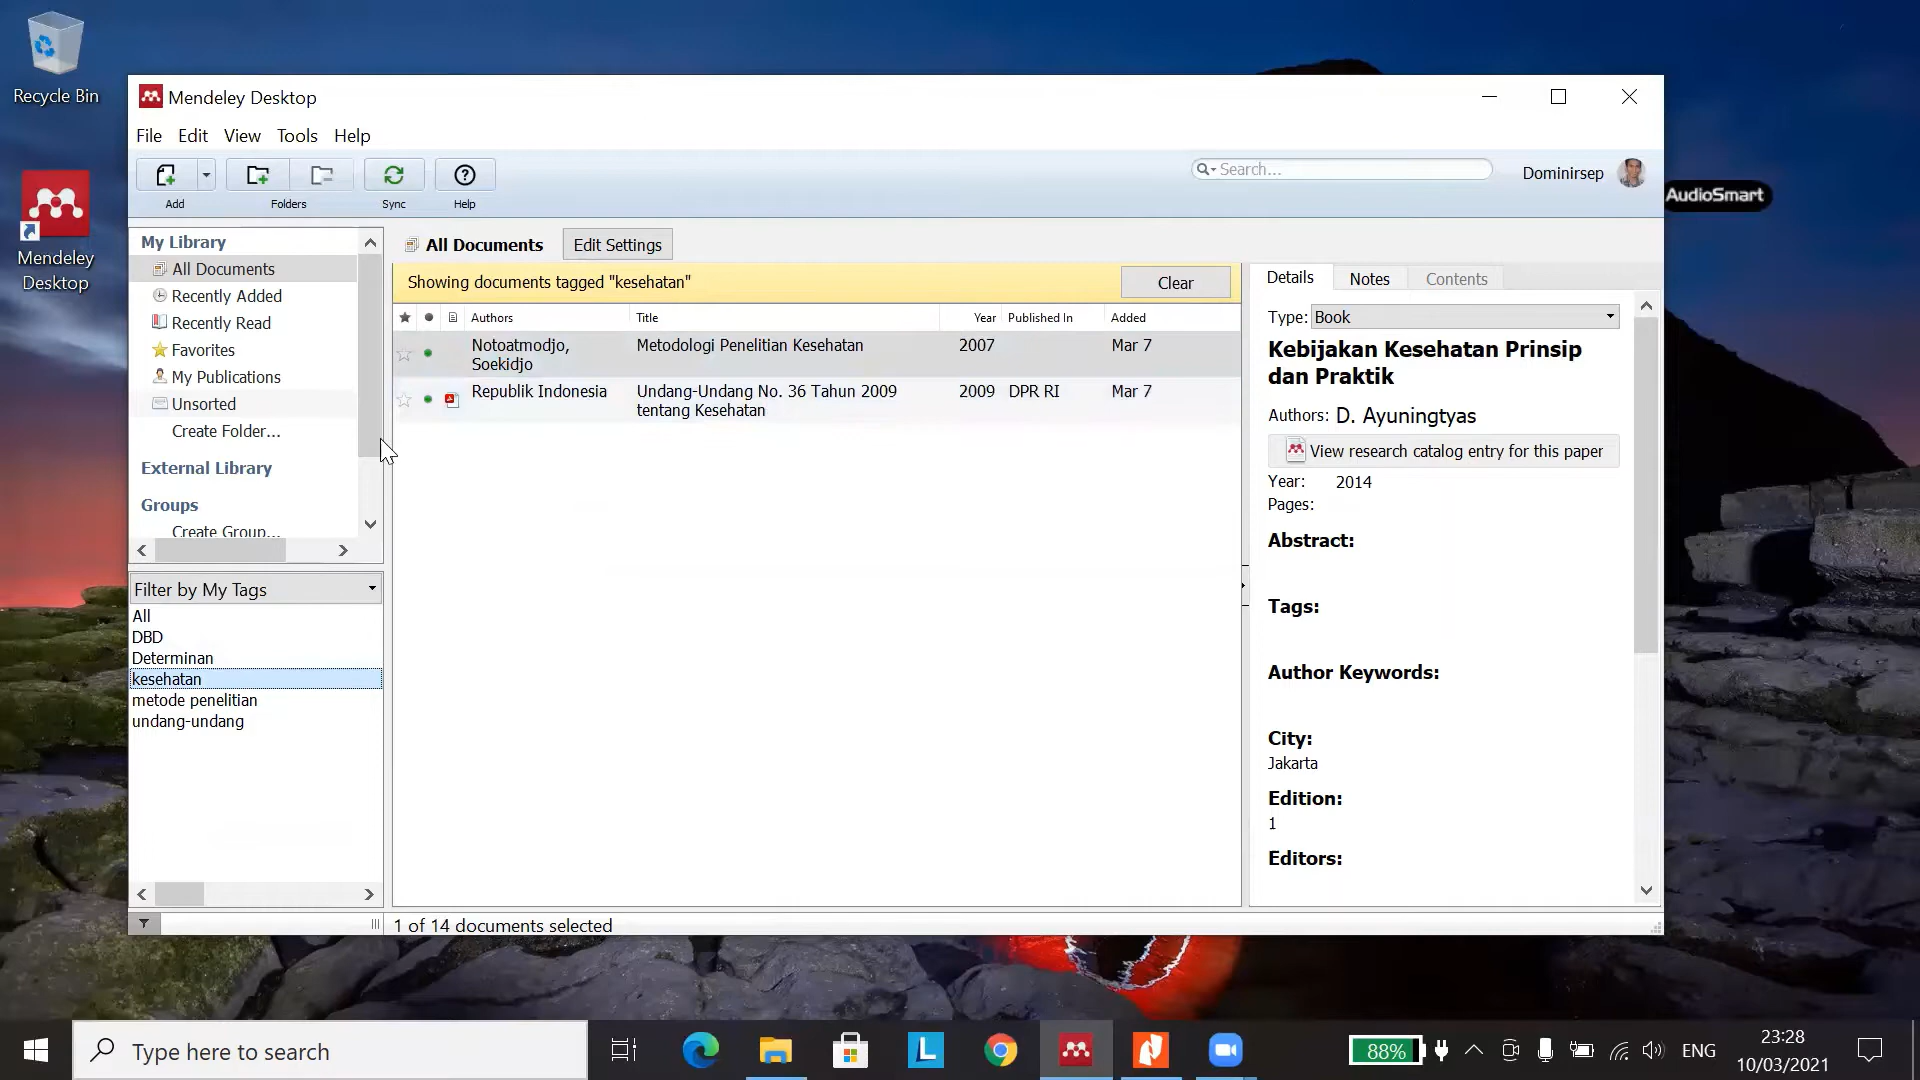 Recycle Bin
Mendeley
Desktop
Mendeley Desktop
File Edit View Tools Help
Add
Folders
Sync
Help
Search...
Dominirsep
AudioSmart
My Library
All Documents
Recently Added
Recently Read
Favorites
My Publications
Unsorted
Create Folder...
External Library
Groups
Create Group...
Filter by My Tags
All
DBD
Determinan
kesehatan
metode penelitian
undang-undang
All Documents Edit Settings
Showing documents tagged "kesehatan" Clear
Authors Title Year Published In Added
Notoatmodjo, Metodologi Penelitian Kesehatan 2007 Mar 7
Soekidjo
Republik Indonesia Undang-Undang No. 36 Tahun 2009 2009 DPR RI Mar 7
tentang Kesehatan
1 of 14 documents selected
Details Notes Contents
Type: Book
Kebijakan Kesehatan Prinsip
dan Praktik
Authors: D. Ayuningtyas
View research catalog entry for this paper
Year: 2014
Pages:
Abstract:
Tags:
Author Keywords:
City:
Jakarta
Edition:
1
Editors:
Type here to search
L
88%
ENG
23:28
10/03/2021